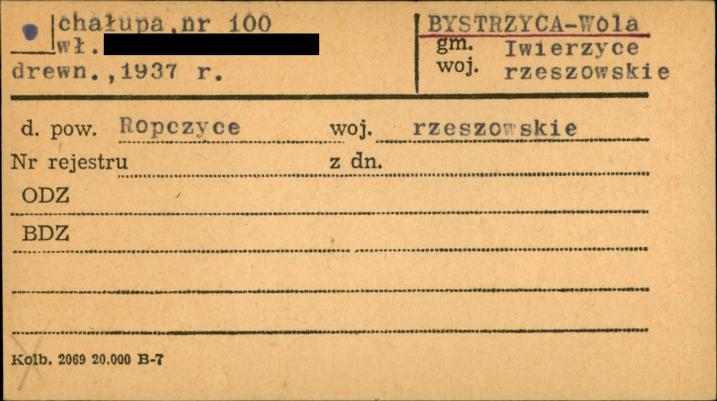 chałupa,nr 100
wł.
drewn.,1937 r.
BYSTRZYCA-Wola
gm. Iwierzyce
woj. rzeszowskie
d. pow. Ropczyce woj. rzeszowskie
Nr rejestru z dn.
ODZ
BDZ
Kolb. 2069 20.000 B-7